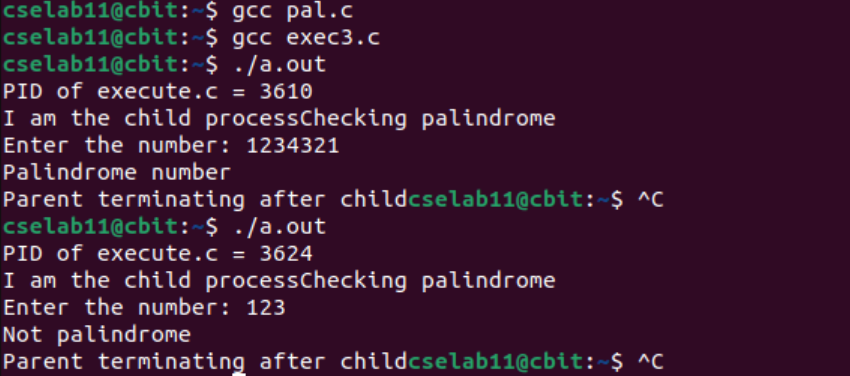 cselab11@cbit:~$ gcc pal.c
cselab11@cbit:~$ gcc exec3.c
cselab11@cbit:~$ ./a.out
PID of execute.c = 3610
I am the child processChecking palindrome
Enter the number: 1234321
Palindrome number
Parent terminating after childcselab11@cbit:~$ ^C
cselab11@cbit:~$ ./a.out
PID of execute.c = 3624
I am the child processChecking palindrome
Enter the number: 123
Not palindrome
Parent terminating after childcselab11@cbit:~$ ^C